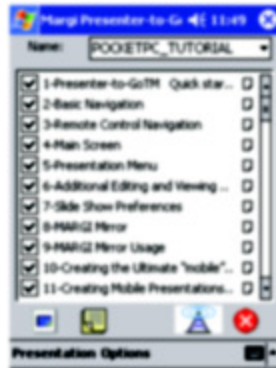 Margi Presenter-to-Go 11:49
Name: POCKETPC_TUTORIAL
1-Presenter-to-GoTM Quick star...
2-Basic Navigation
3-Remote Control Navigation
4-Main Screen
5-Presentation Menu
6-Additional Editing and Viewing ...
7-Slide Show Preferences
8-MARGI Mirror
9-MARGI Mirror Usage
10-Creating the Ultimate "mobile"...
11-Creating Mobile Presentations...
Presentation Options